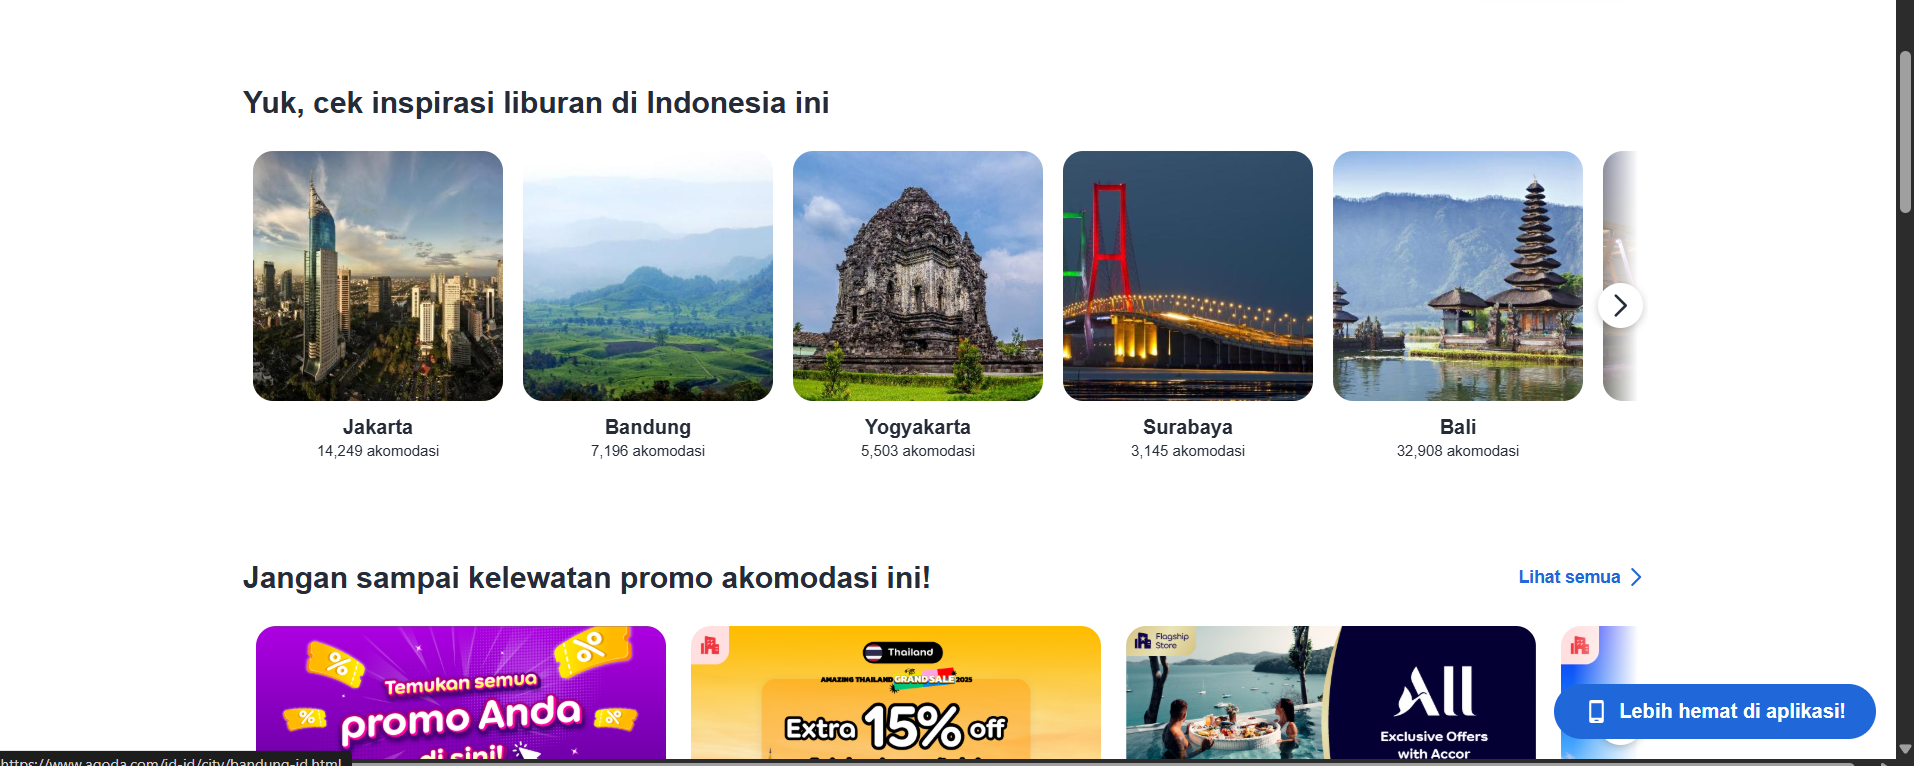 Yuk, cek inspirasi liburan di Indonesia ini
Jakarta
14,249 akomodasi
Bandung
7,196 akomodasi
Yogyakarta
5,503 akomodasi
Surabaya
3,145 akomodasi
Bali
32,908 akomodasi
Jangan sampai kelewatan promo akomodasi ini!
Lihat semua
Temukan semua
promo Anda
di sini!
Thailand
AMAZING THAILAND GRAND SALE 2025
Extra 15% off
Flagship
Store
ALL
Exclusive Offers
with Accor
Lebih hemat di aplikasi!
https://www.agoda.com/id-id/city/bandung-id.html